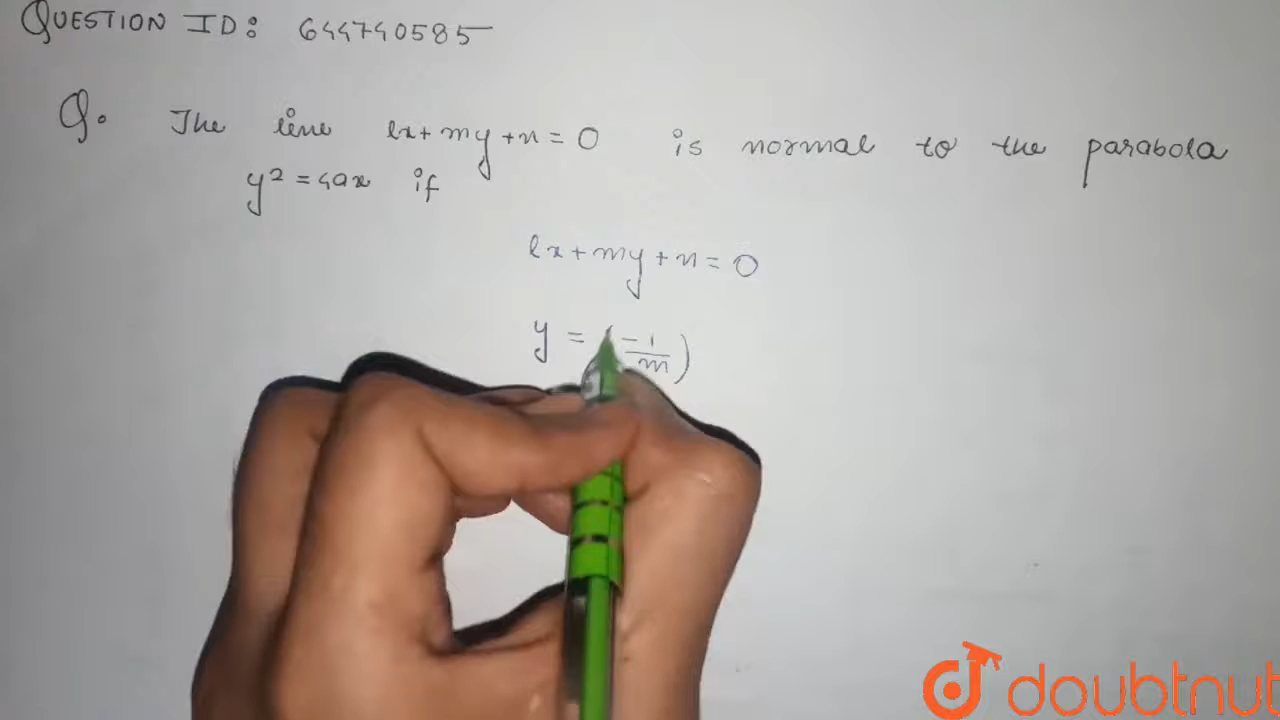 QUESTION ID: 644740585
Q. The line lx+my+n=0 is normal to the parabola
y²=4ax if
lx+my+n=0
y = (-1/m)
doubtnut